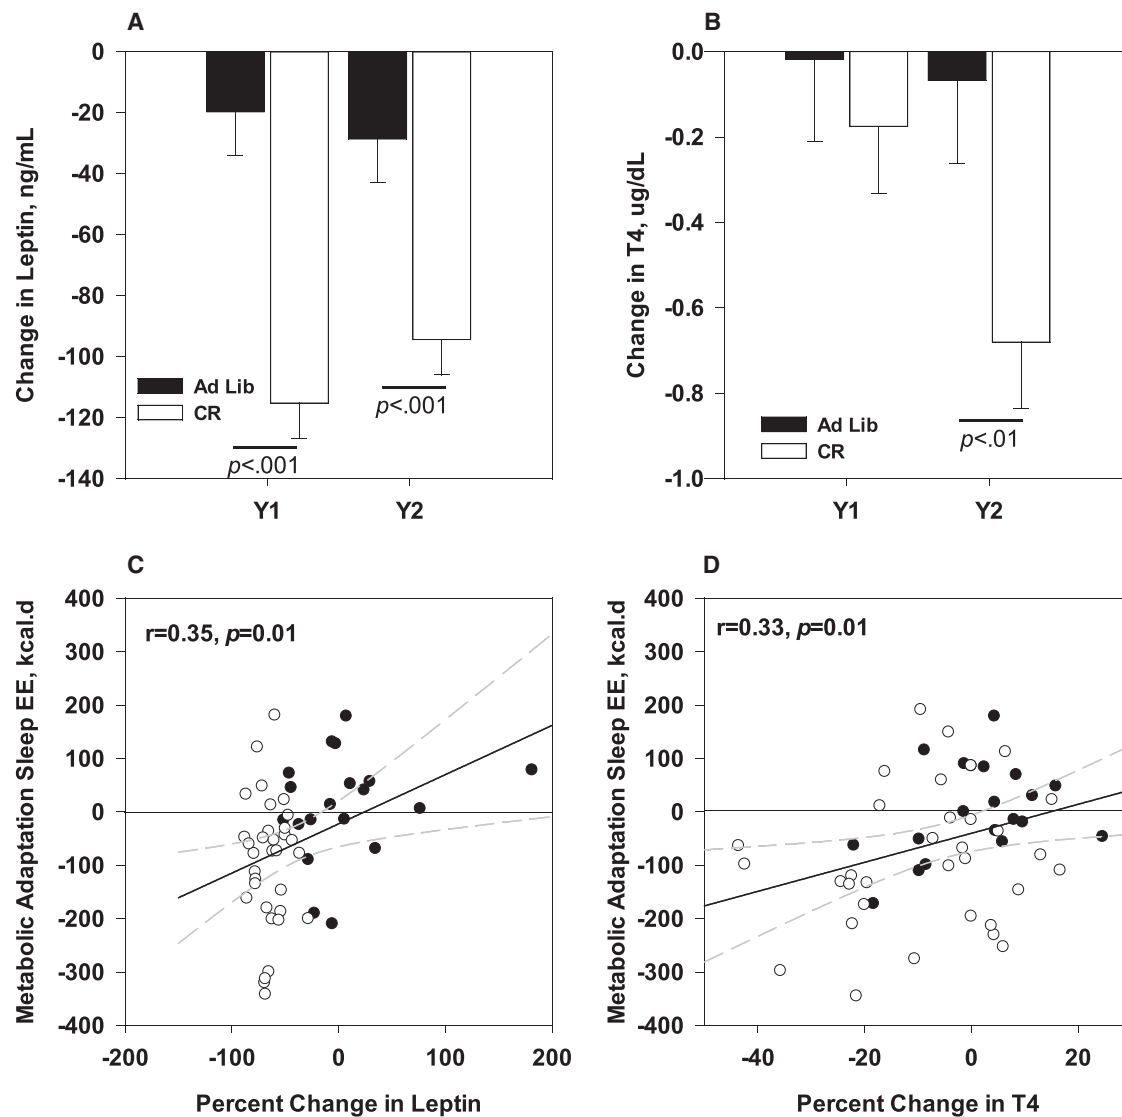 A
Change in Leptin, ng/mL
0
-20
-40
-60
-80
-100
-120
-140
Ad Lib
CR
p<.001
p<.001
Y1
Y2
B
Change in T4, ug/dL
0.0
-0.2
-0.4
-0.6
-0.8
-1.0
Ad Lib
CR
p<.01
Y1
Y2
C
Metabolic Adaptation Sleep EE, kcal.d
400
300
200
100
0
-100
-200
-300
-400
r=0.35, p=0.01
-200
-100
0
100
200
Percent Change in Leptin
D
Metabolic Adaptation Sleep EE, kcal.d
400
300
200
100
0
-100
-200
-300
-400
r=0.33, p=0.01
-40
-20
0
20
Percent Change in T4